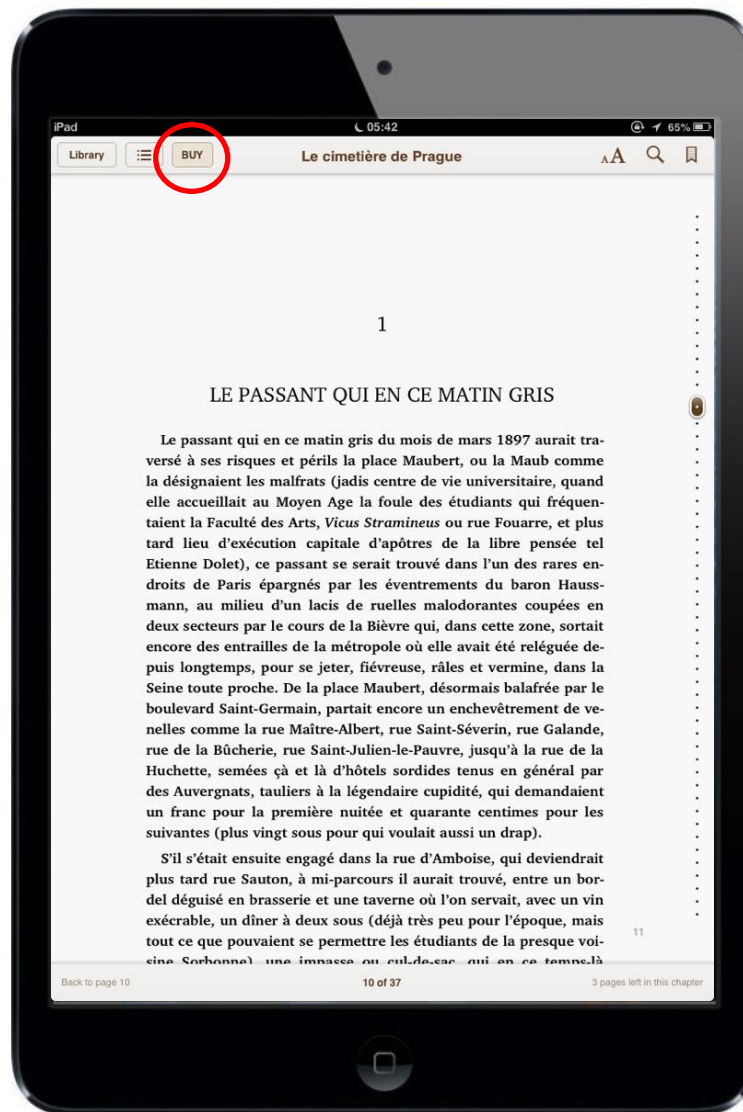 iPad 05:42 65%
Library BUY Le cimetière de Prague AA
1
LE PASSANT QUI EN CE MATIN GRIS
Le passant qui en ce matin gris du mois de mars 1897 aurait tra-
versé à ses risques et périls la place Maubert, ou la Maub comme
la désignaient les malfrats (jadis centre de vie universitaire, quand
elle accueillait au Moyen Age la foule des étudiants qui fréquen-
taient la Faculté des Arts, Vicus Stramineus ou rue Fouarre, et plus
tard lieu d'exécution capitale d'apôtres de la libre pensée tel
Etienne Dolet), ce passant se serait trouvé dans l'un des rares en-
droits de Paris épargnés par les éventrements du baron Hauss-
mann, au milieu d'un lacis de ruelles malodorantes coupées en
deux secteurs par le cours de la Bièvre qui, dans cette zone, sortait
encore des entrailles de la métropole où elle avait été reléguée de-
puis longtemps, pour se jeter, fiévreuse, râles et vermine, dans la
Seine toute proche. De la place Maubert, désormais balafrée par le
boulevard Saint-Germain, partait encore un enchevêtrement de ve-
nelles comme la rue Maître-Albert, rue Saint-Séverin, rue Galande,
rue de la Bûcherie, rue Saint-Julien-le-Pauvre, jusqu'à la rue de la
Huchette, semées çà et là d'hôtels sordides tenus en général par
des Auvergnats, tauliers à la légendaire cupidité, qui demandaient
un franc pour la première nuitée et quarante centimes pour les
suivantes (plus vingt sous pour qui voulait aussi un drap).
S'il s'était ensuite engagé dans la rue d'Amboise, qui deviendrait
plus tard rue Sauton, à mi-parcours il aurait trouvé, entre un bor-
del déguisé en brasserie et une taverne où l'on servait, avec un vin
exécrable, un dîner à deux sous (déjà très peu pour l'époque, mais
tout ce que pouvaient se permettre les étudiants de la presque voi-
sine Sorbonne), une impasse ou cul-de-sac, qui en ce temps-là
11
Back to page 10 10 of 37 3 pages left in this chapter